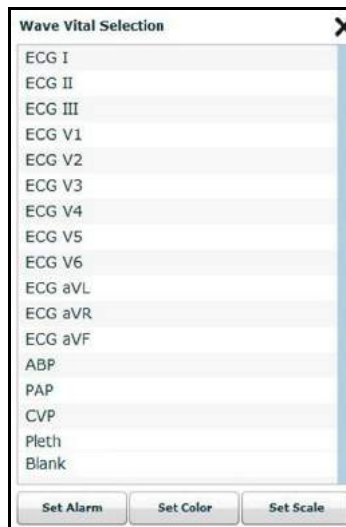 Wave Vital Selection
ECG I
ECG II
ECG III
ECG V1
ECG V2
ECG V3
ECG V4
ECG V5
ECG V6
ECG aVL
ECG aVR
ECG aVF
ABP
PAP
CVP
Pleth
Blank
Set Alarm Set Color Set Scale